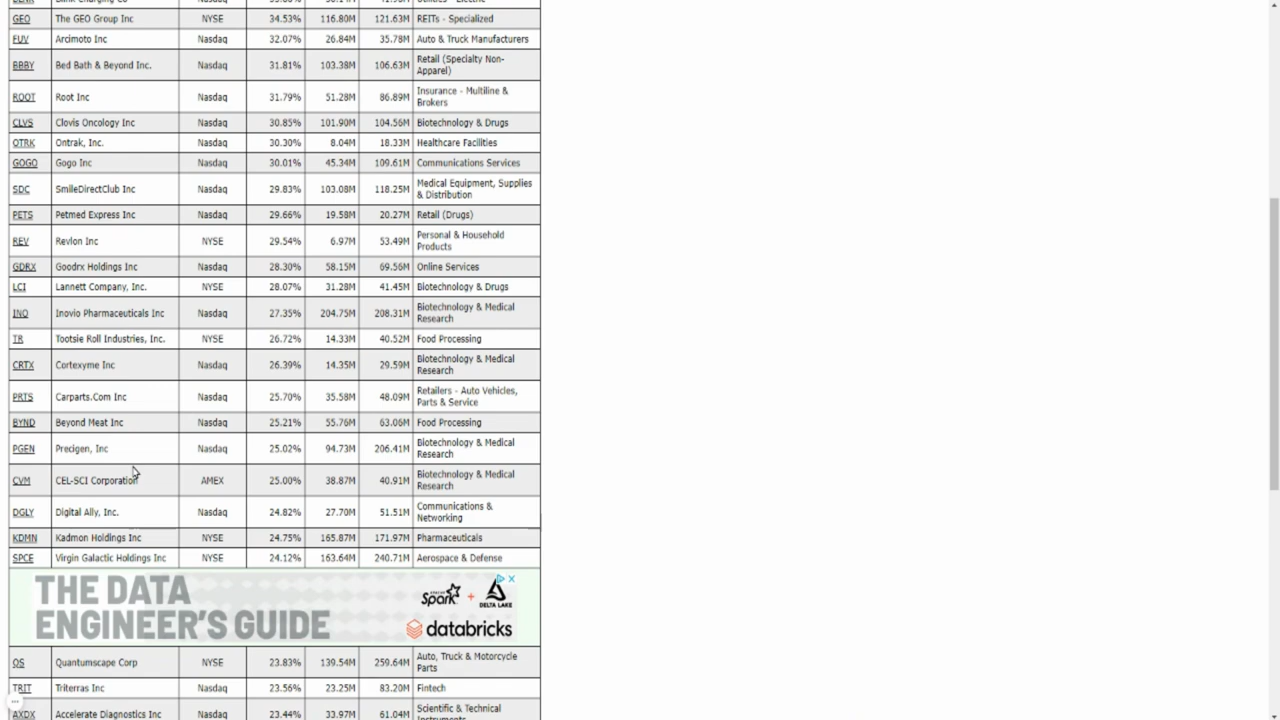 GEO The GEO Group Inc NYSE 34.53% 116.80M 121.63M REITs - Specialized
FUV Arcimoto Inc Nasdaq 32.07% 26.84M 35.78M Auto & Truck Manufacturers
BBBY Bed Bath & Beyond Inc. Nasdaq 31.81% 103.38M 106.63M Retail (Specialty Non-
Apparel)
ROOT Root Inc Nasdaq 31.79% 51.28M 86.89M Insurance - Multiline &
Brokers
CLVS Clovis Oncology Inc Nasdaq 30.85% 101.90M 104.56M Biotechnology & Drugs
OTRK Ontrak, Inc. Nasdaq 30.30% 8.04M 18.33M Healthcare Facilities
GOGO Gogo Inc Nasdaq 30.01% 45.34M 109.61M Communications Services
SDC SmileDirectClub Inc Nasdaq 29.83% 103.08M 118.25M Medical Equipment, Supplies
& Distribution
PETS Petmed Express Inc Nasdaq 29.66% 19.58M 20.27M Retail (Drugs)
REV Revlon Inc NYSE 29.54% 6.97M 53.49M Personal & Household
Products
GDRX Goodrx Holdings Inc Nasdaq 28.30% 58.15M 69.56M Online Services
LCI Lannett Company, Inc. NYSE 28.07% 31.28M 41.45M Biotechnology & Drugs
INO Inovio Pharmaceuticals Inc Nasdaq 27.35% 204.75M 208.31M Biotechnology & Medical
Research
TR Tootsie Roll Industries, Inc. NYSE 26.72% 14.33M 40.52M Food Processing
CRTX Cortexyme Inc Nasdaq 26.39% 14.35M 29.59M Biotechnology & Medical
Research
PRTS Carparts.Com Inc Nasdaq 25.70% 35.58M 48.09M Retailers - Auto Vehicles,
Parts & Service
BYND Beyond Meat Inc Nasdaq 25.21% 55.76M 63.06M Food Processing
PGEN Precigen, Inc Nasdaq 25.02% 94.73M 206.41M Biotechnology & Medical
Research
CVM CEL-SCI Corporation AMEX 25.00% 38.87M 40.91M Biotechnology & Medical
Research
DGLY Digital Ally, Inc. Nasdaq 24.82% 27.70M 51.51M Communications &
Networking
KDMN Kadmon Holdings Inc NYSE 24.75% 165.87M 171.97M Pharmaceuticals
SPCE Virgin Galactic Holdings Inc NYSE 24.12% 163.64M 240.71M Aerospace & Defense
THE DATA
ENGINEER'S GUIDE
Spark + DELTA LAKE
databricks
QS Quantumscape Corp NYSE 23.83% 139.54M 259.64M Auto, Truck & Motorcycle
Parts
TRIT Triterras Inc Nasdaq 23.56% 23.25M 83.20M Fintech
AXDX Accelerate Diagnostics Inc Nasdaq 23.44% 33.97M 61.04M Scientific & Technical